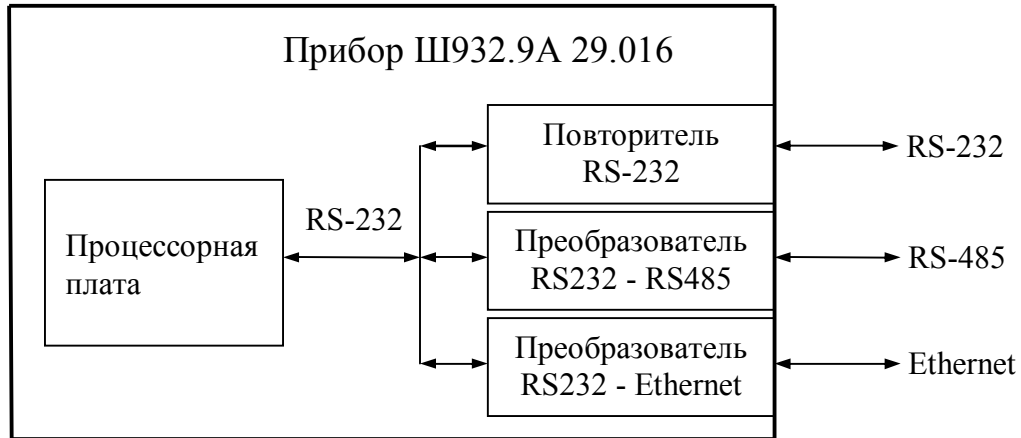 Прибор Ш932.9А 29.016
Повторитель
RS-232
RS-232
RS-232
Процессорная
плата
Преобразователь
RS232 - RS485
RS-485
Преобразователь
RS232 - Ethernet
Ethernet